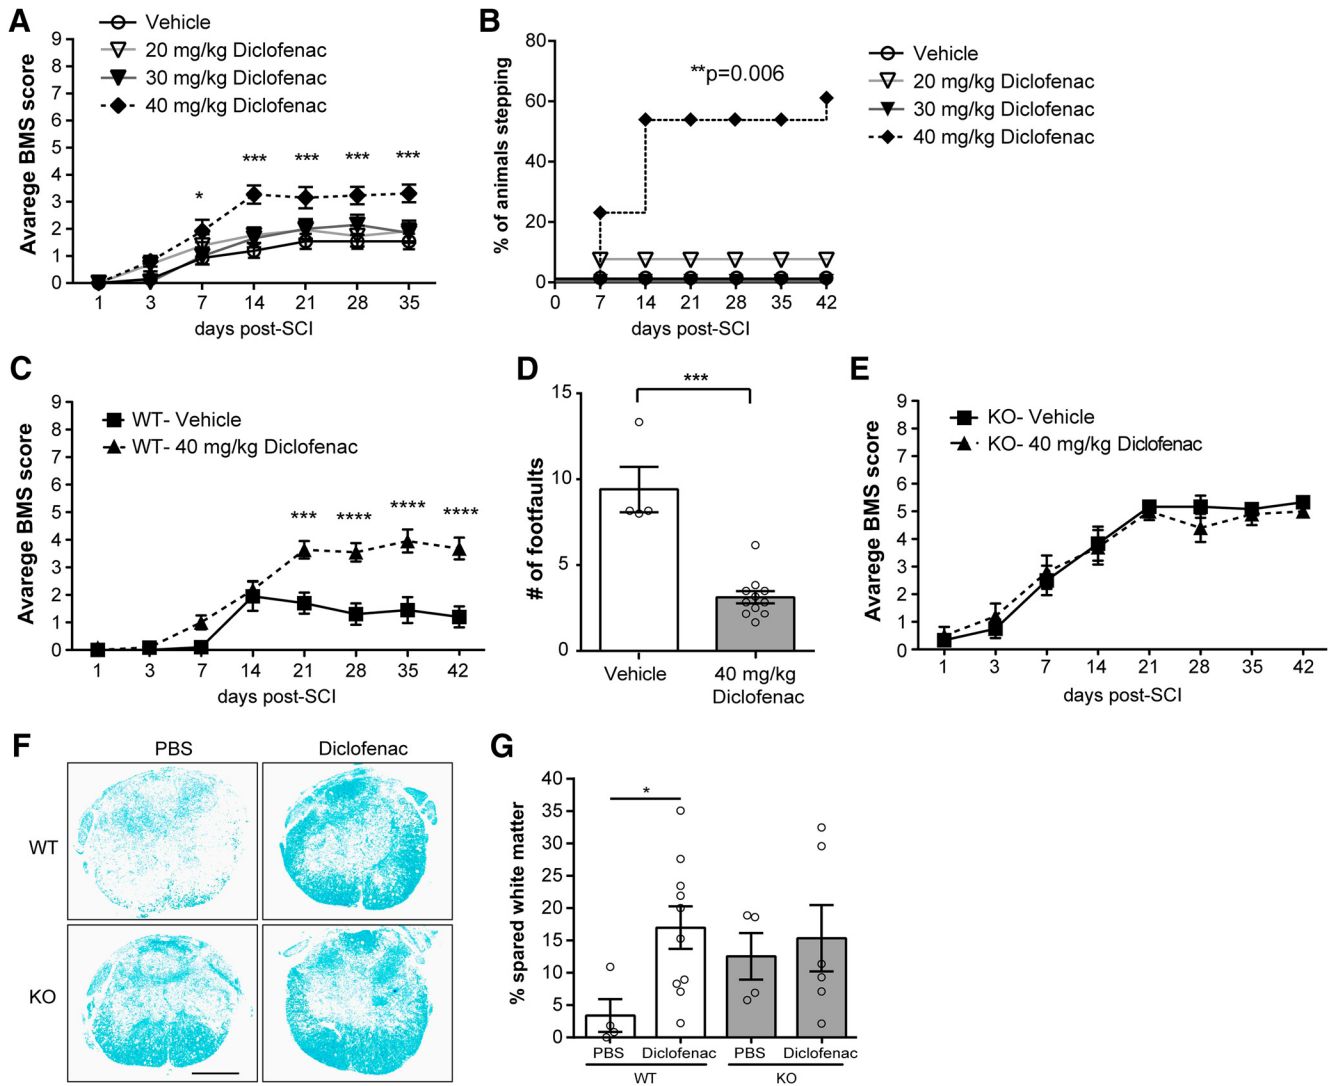 A
Vehicle
20 mg/kg Diclofenac
30 mg/kg Diclofenac
40 mg/kg Diclofenac
Avarege BMS score
9
8
7
6
5
4
3
2
1
0
* *** *** *** ***
1 3 7 14 21 28 35
days post-SCI
B
% of animals stepping
80
60
40
20
0
**p=0.006
Vehicle
20 mg/kg Diclofenac
30 mg/kg Diclofenac
40 mg/kg Diclofenac
0 7 14 21 28 35 42
days post-SCI
C
WT- Vehicle
WT- 40 mg/kg Diclofenac
Avarege BMS score
9
8
7
6
5
4
3
2
1
0
*** **** **** ****
1 3 7 14 21 28 35 42
days post-SCI
D
# of footfaults
15
10
5
0
***
Vehicle
40 mg/kg
Diclofenac
E
KO- Vehicle
KO- 40 mg/kg Diclofenac
Avarege BMS score
9
8
7
6
5
4
3
2
1
0
1 3 7 14 21 28 35 42
days post-SCI
F
PBS Diclofenac
WT
KO
G
% spared white matter
40
35
30
25
20
15
10
5
0
*
PBS Diclofenac PBS Diclofenac
WT KO